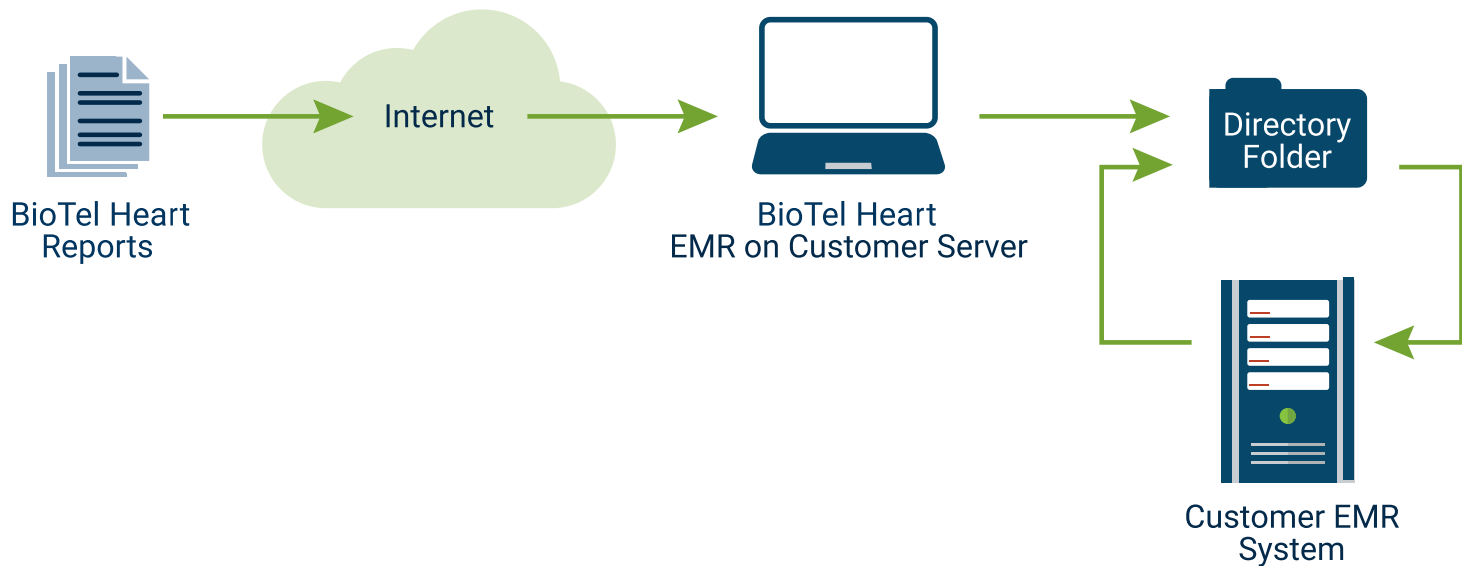 Internet
Directory
Folder
BioTel Heart
Reports
BioTel Heart
EMR on Customer Server
Customer EMR
System